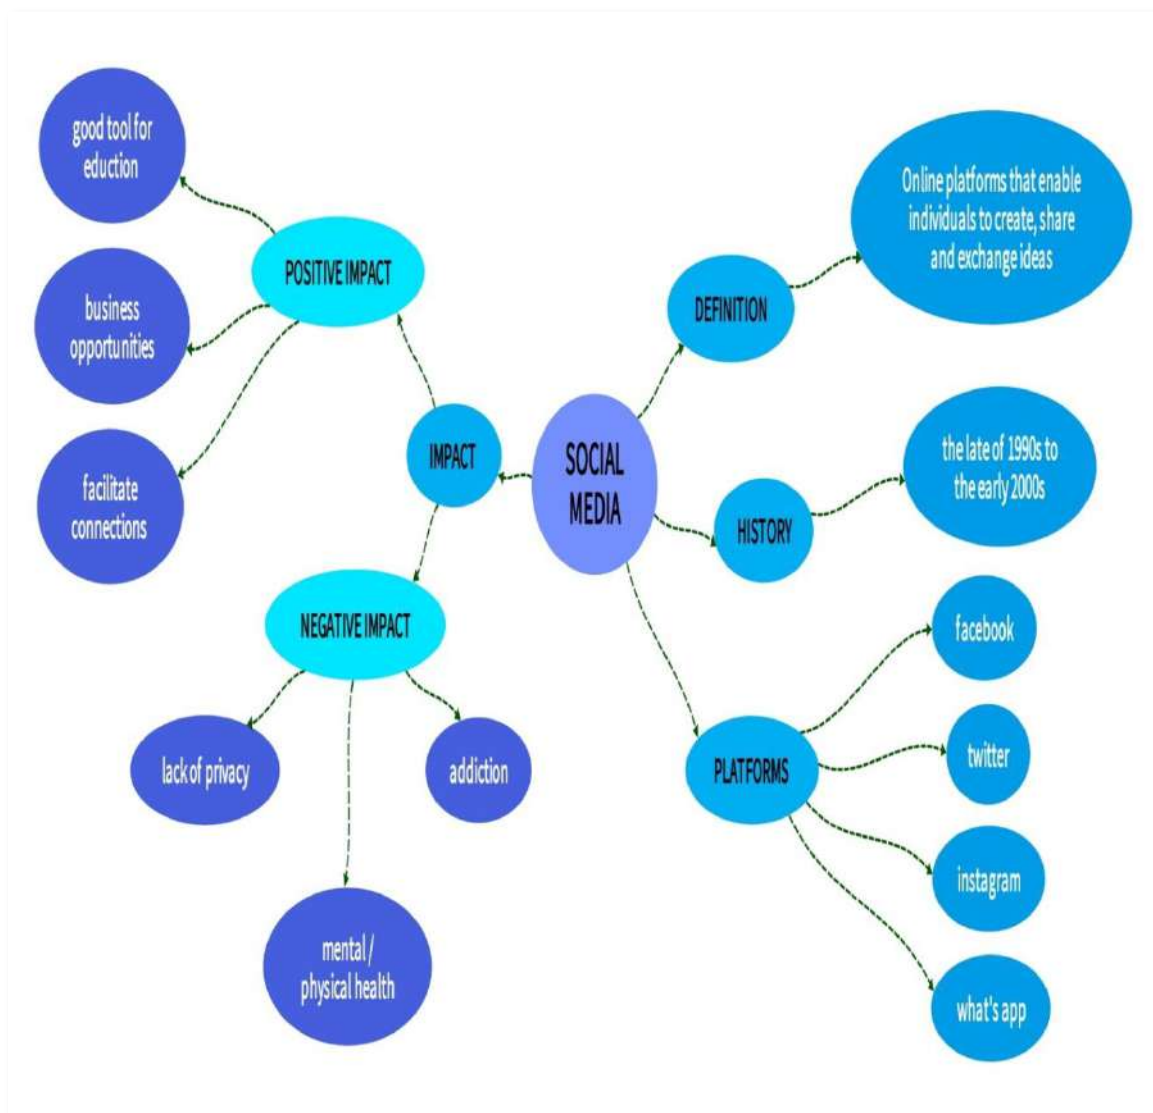 SOCIAL
MEDIA
DEFINITION
Online platforms that enable
individuals to create, share
and exchange ideas
HISTORY
the late of 1990s to
the early 2000s
PLATFORMS
facebook
twitter
instagram
what's app
IMPACT
POSITIVE IMPACT
good tool for
eduction
business
opportunities
facilitate
connections
NEGATIVE IMPACT
lack of privacy
mental /
physical health
addiction